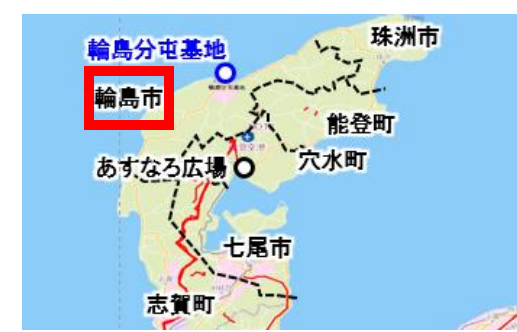 珠洲市
輪島分屯基地
輪島市
能登町
あすなろ広場
穴水町
七尾市
志賀町